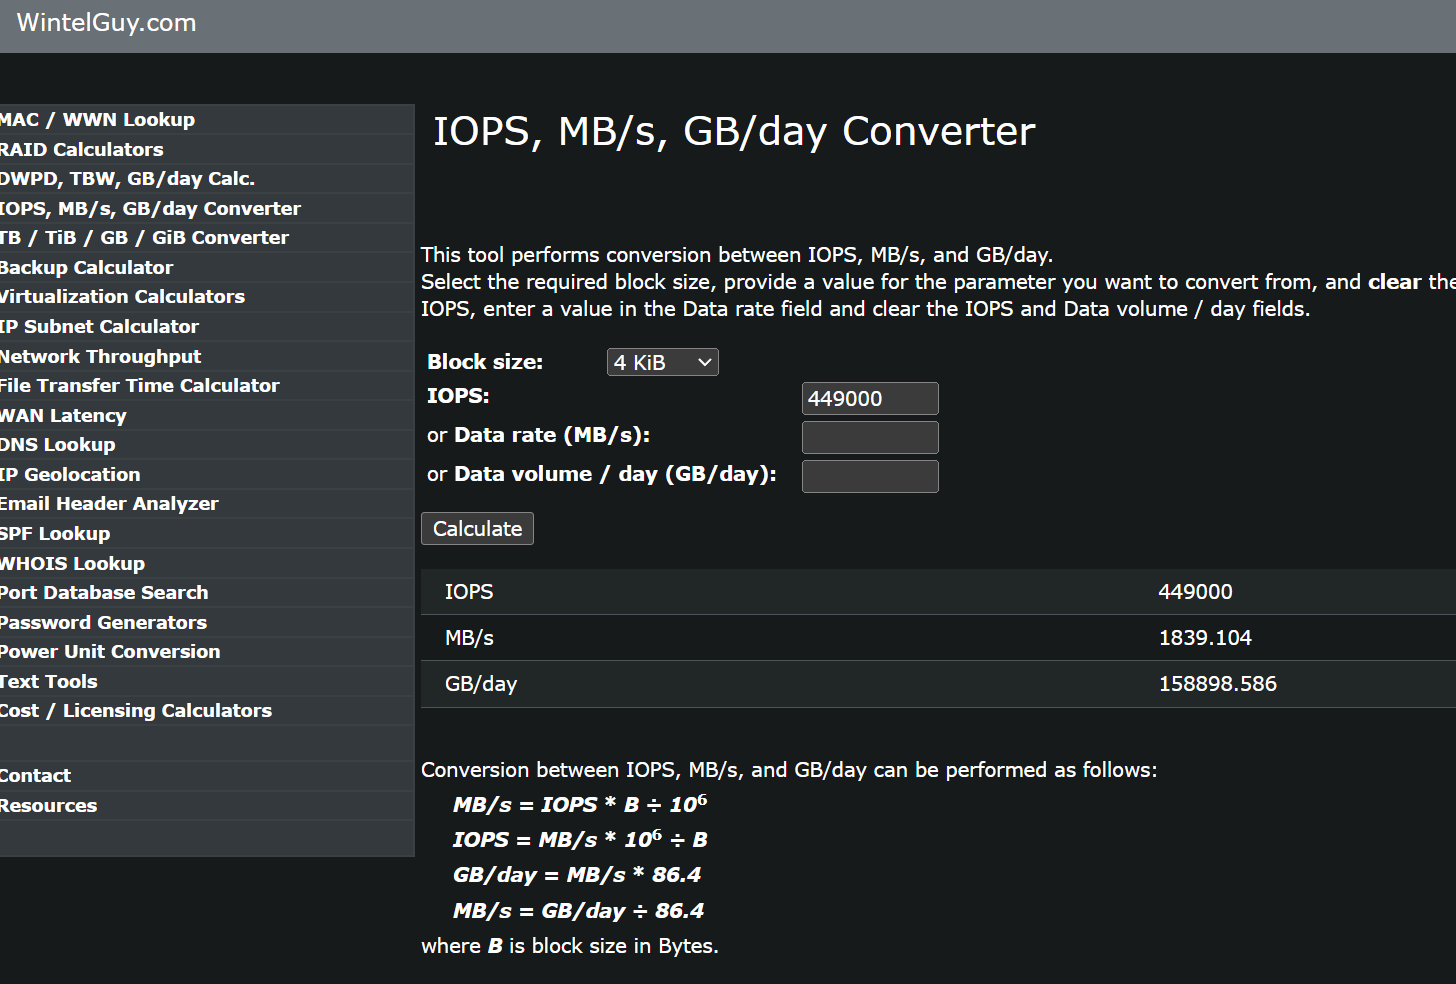 WintelGuy.com
MAC / WWN Lookup
RAID Calculators
DWPD, TBW, GB/day Calc.
IOPS, MB/s, GB/day Converter
TB / TiB / GB / GiB Converter
Backup Calculator
Virtualization Calculators
IP Subnet Calculator
Network Throughput
File Transfer Time Calculator
WAN Latency
DNS Lookup
IP Geolocation
Email Header Analyzer
SPF Lookup
WHOIS Lookup
Port Database Search
Password Generators
Power Unit Conversion
Text Tools
Cost / Licensing Calculators
Contact
Resources
IOPS, MB/s, GB/day Converter
This tool performs conversion between IOPS, MB/s, and GB/day.
Select the required block size, provide a value for the parameter you want to convert from, and clear the
IOPS, enter a value in the Data rate field and clear the IOPS and Data volume / day fields.
Block size: 4 KiB
IOPS: 449000
or Data rate (MB/s):
or Data volume / day (GB/day):
Calculate
IOPS 449000
MB/s 1839.104
GB/day 158898.586
Conversion between IOPS, MB/s, and GB/day can be performed as follows:
MB/s = IOPS * B ÷ 10⁶
IOPS = MB/s * 10⁶ ÷ B
GB/day = MB/s * 86.4
MB/s = GB/day ÷ 86.4
where B is block size in Bytes.